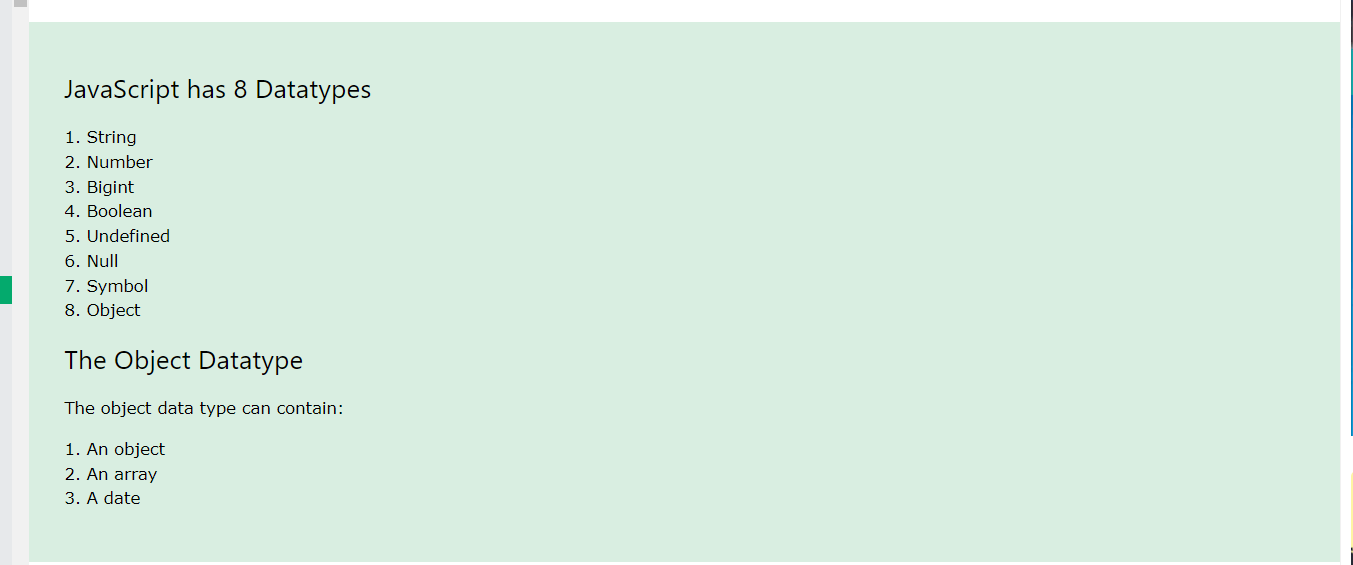 JavaScript has 8 Datatypes
1. String
2. Number
3. Bigint
4. Boolean
5. Undefined
6. Null
7. Symbol
8. Object
The Object Datatype
The object data type can contain:
1. An object
2. An array
3. A date